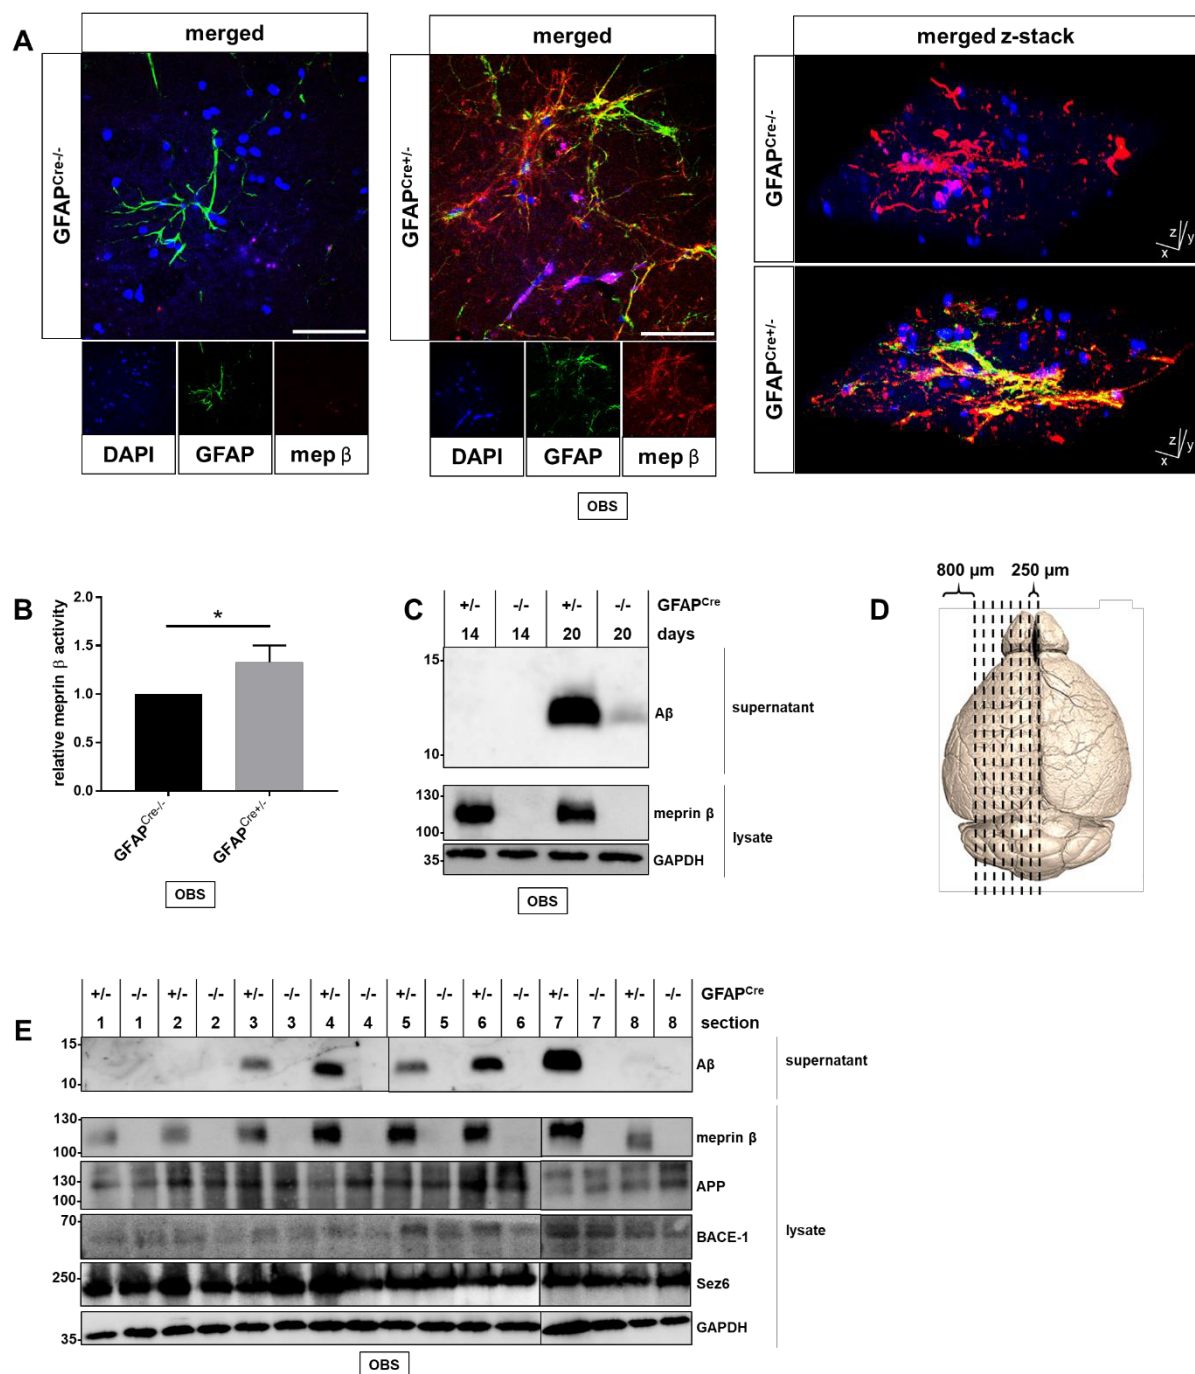 A
merged
merged
merged z-stack
GFAPCre-/-
GFAPCre+/-
GFAPCre-/-
GFAPCre+/-
z
y
x
z
y
x
DAPI
GFAP
mep β
DAPI
GFAP
mep β
OBS
B
relative meprin β activity
2.0
1.5
1.0
0.5
0.0
*
GFAPCre-/-
GFAPCre+/-
OBS
C
+/- -/- +/- -/- GFAPCre
14 14 20 20 days
15
10
Aβ
supernatant
130
100
meprin β
35
GAPDH
lysate
OBS
D
800 µm 250 µm
E
+/- -/- +/- -/- +/- -/- +/- -/- +/- -/- +/- -/- +/- -/- +/- -/- GFAPCre
1 1 2 2 3 3 4 4 5 5 6 6 7 7 8 8 section
15
10
Aβ
supernatant
130
100
meprin β
130
100
APP
70
BACE-1
lysate
250
Sez6
35
GAPDH
OBS